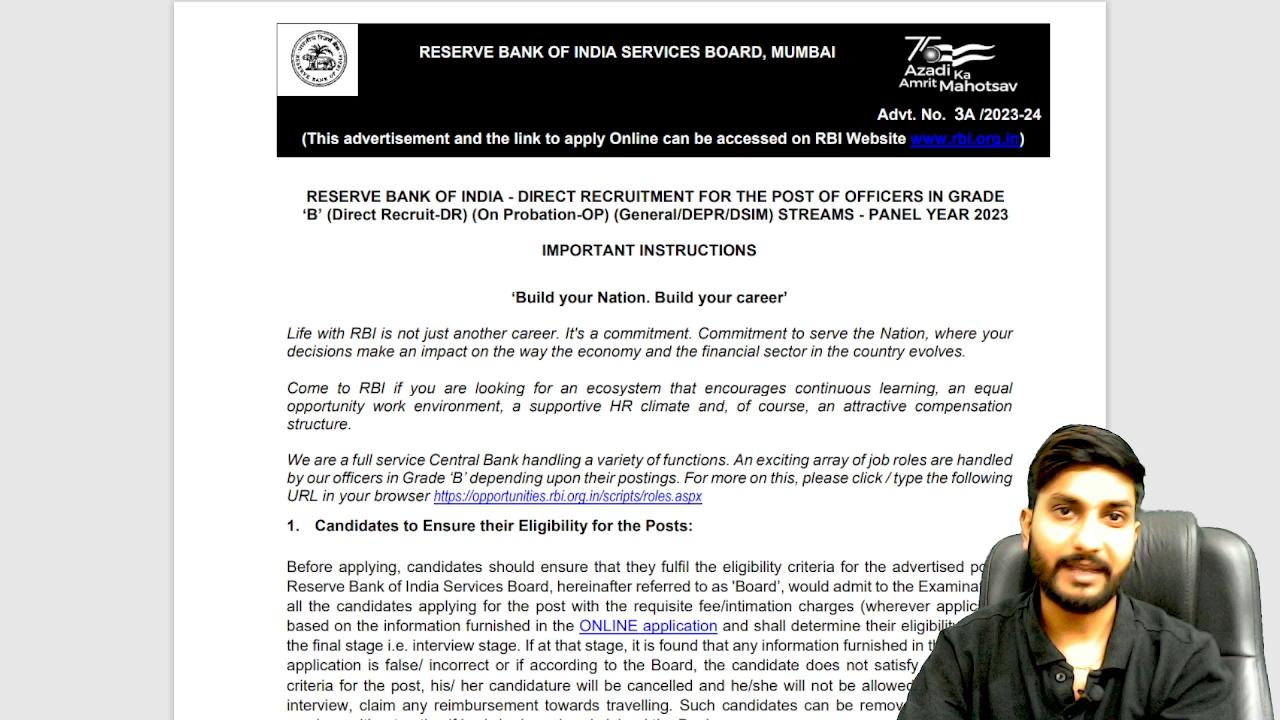 RESERVE BANK OF INDIA SERVICES BOARD, MUMBAI
75
Azadi Ka
Amrit Mahotsav
Advt. No. 3A /2023-24
(This advertisement and the link to apply Online can be accessed on RBI Website www.rbi.org.in)
RESERVE BANK OF INDIA - DIRECT RECRUITMENT FOR THE POST OF OFFICERS IN GRADE
‘B’ (Direct Recruit-DR) (On Probation-OP) (General/DEPR/DSIM) STREAMS - PANEL YEAR 2023
IMPORTANT INSTRUCTIONS
‘Build your Nation. Build your career’
Life with RBI is not just another career. It's a commitment. Commitment to serve the Nation, where your
decisions make an impact on the way the economy and the financial sector in the country evolves.
Come to RBI if you are looking for an ecosystem that encourages continuous learning, an equal
opportunity work environment, a supportive HR climate and, of course, an attractive compensation
structure.
We are a full service Central Bank handling a variety of functions. An exciting array of job roles are handled
by our officers in Grade ‘B’ depending upon their postings. For more on this, please click / type the following
URL in your browser https://opportunities.rbi.org.in/scripts/roles.aspx
1. Candidates to Ensure their Eligibility for the Posts:
Before applying, candidates should ensure that they fulfil the eligibility criteria for the advertised
Reserve Bank of India Services Board, hereinafter referred to as 'Board', would admit to the
all the candidates applying for the post with the requisite fee/intimation charges (wherever
based on the information furnished in the ONLINE application and shall determine their
the final stage i.e. interview stage. If at that stage, it is found that any information furnished in
application is false/ incorrect or if according to the Board, the candidate does not satisfy
criteria for the post, his/ her candidature will be cancelled and he/she will not be allowed
interview, claim any reimbursement towards travelling. Such candidates can be